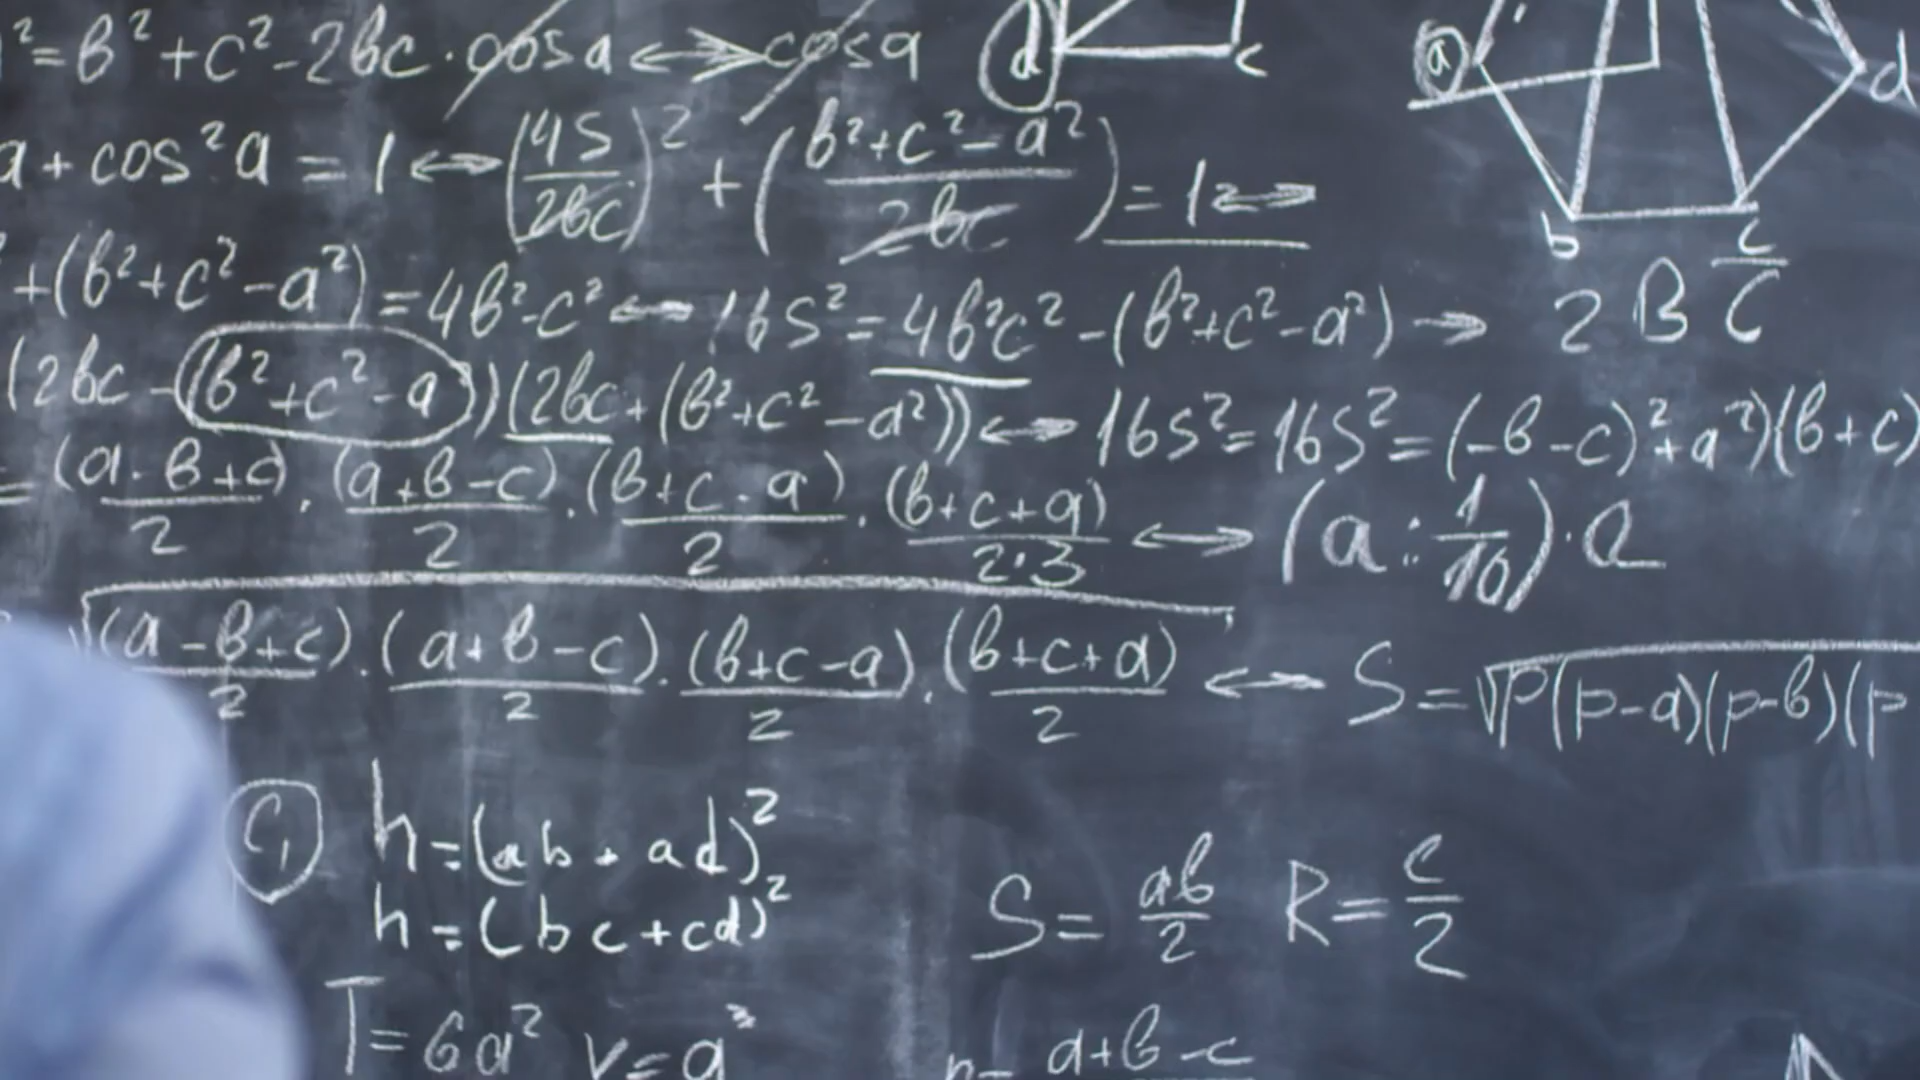 ²=b²+c²-2bc·cosa ↔ cosa
d
c
a
d
a+cos²a=1 ↔ (4S/2bc)² + (b²+c²-a²/2bc)=1 ↔
b
c
+(b²+c²-a²)=4b²-c² ↔ 16S²=4b²c²-(b²+c²-a²) →
2 B C
(2bc-(b²+c²-a))(2bc+(b²+c²-a²)) ↔ 16S²=16S²=(-b-c)²+a²)(b+c)
=(a·b+c)/2·(a+b-c)/2·(b+c-a)/2·(b+c+a)/2·3 ↔ (a:1/10)·a
√(a-b+c)/2·(a+b-c)/2·(b+c-a)/2·(b+c+a)/2 ↔ S=√P(p-a)(p-b)(p
C₁ h=(ab+ad)²
h=(bc+cd)²
S=ab/2 R=c/2
T=6a² V=a³
a+b-c